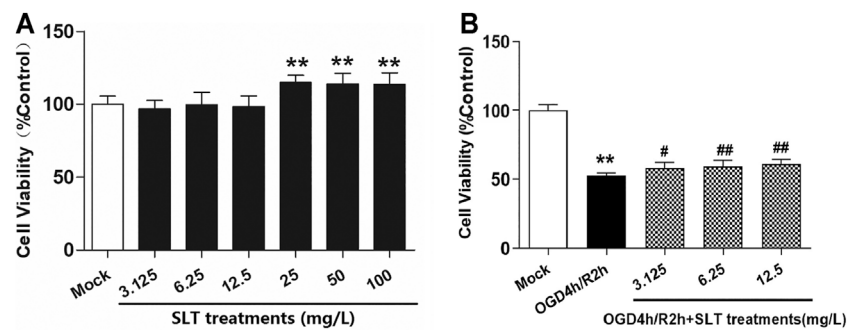 A
Cell Viability (%Control)
150
100
50
0
** ** **
Mock 3.125 6.25 12.5 25 50 100
SLT treatments (mg/L)
B
Cell Viability (%Control)
150
100
50
0
** # ## ##
Mock OGD4h/R2h 3.125 6.25 12.5
OGD4h/R2h+SLT treatments(mg/L)